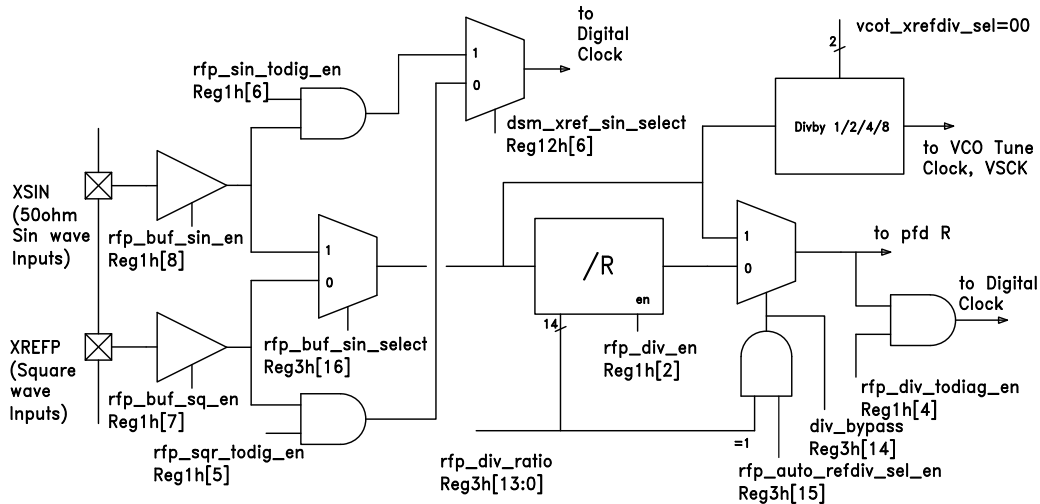 to
Digital
Clock
vcot_xrefdiv_sel=00
2
rfp_sin_todig_en
Reg1h[6]
1
0
dsm_xref_sin_select
Reg12h[6]
Divby 1/2/4/8
to VCO Tune
Clock, VSCK
XSIN
(50ohm
Sin wave
Inputs)
rfp_buf_sin_en
Reg1h[8]
1
0
/R
en
1
0
to pfd R
to Digital
Clock
14
XREFP
(Square
wave
Inputs)
rfp_buf_sin_select
Reg3h[16]
rfp_div_en
Reg1h[2]
rfp_buf_sq_en
Reg1h[7]
rfp_div_todiag_en
Reg1h[4]
div_bypass
Reg3h[14]
=1
rfp_sqr_todig_en
Reg1h[5]
rfp_div_ratio
Reg3h[13:0]
rfp_auto_refdiv_sel_en
Reg3h[15]